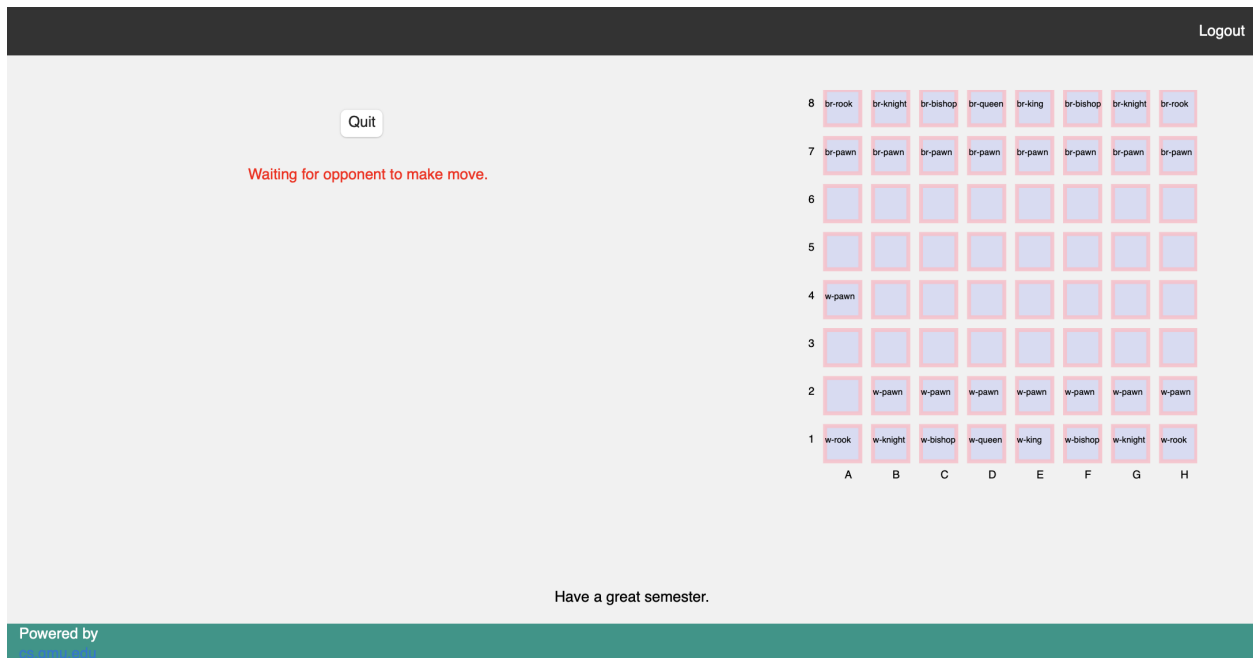 Logout
Quit
Waiting for opponent to make move.
8 br-rook br-knight br-bishop br-queen br-king br-bishop br-knight br-rook
7 br-pawn br-pawn br-pawn br-pawn br-pawn br-pawn br-pawn br-pawn
6
5
4 w-pawn
3
2 w-pawn w-pawn w-pawn w-pawn w-pawn w-pawn w-pawn
1 w-rook w-knight w-bishop w-queen w-king w-bishop w-knight w-rook
A B C D E F G H
Have a great semester.
Powered by
cs.gmu.edu